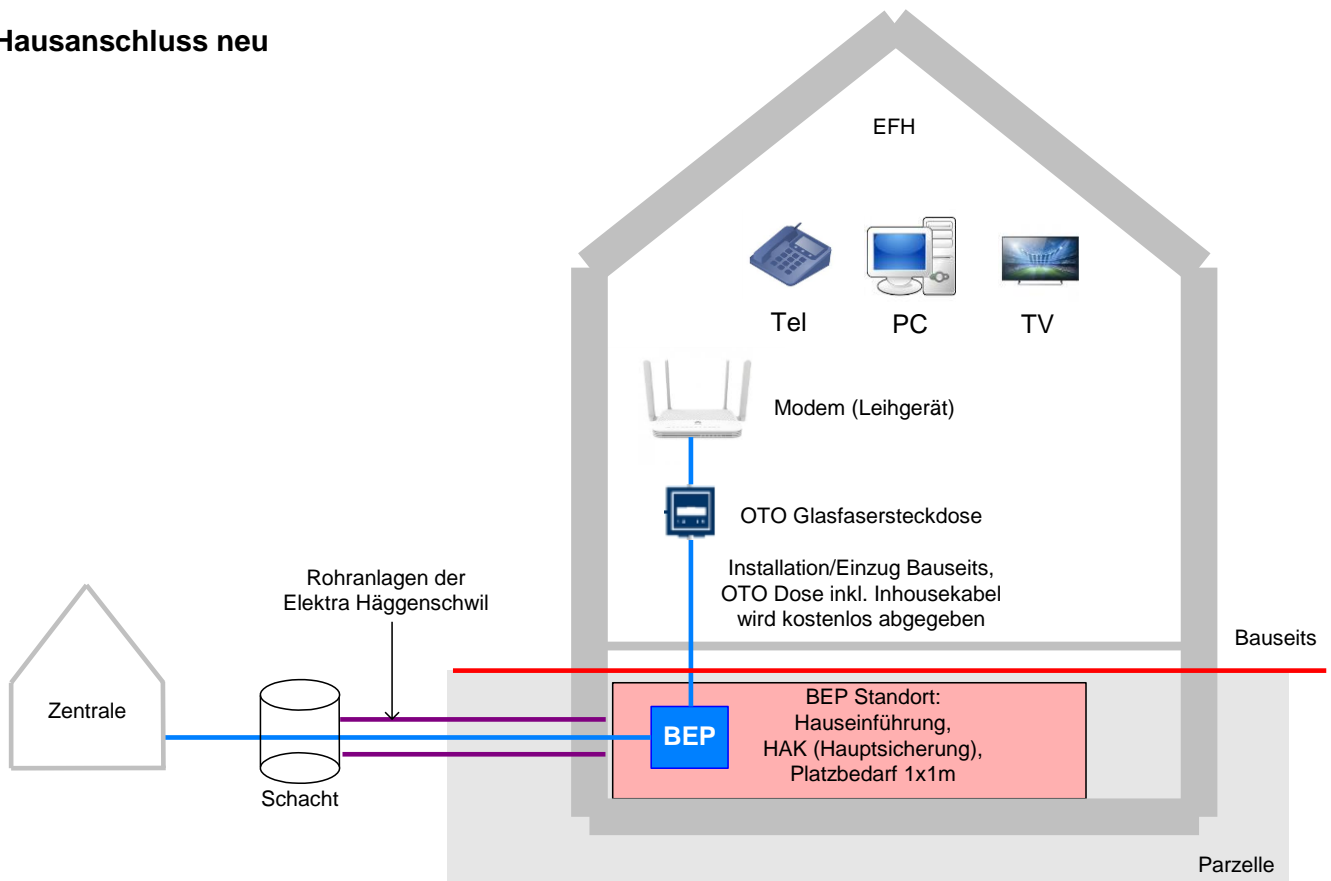 Hausanschluss neu
EFH
Tel
PC
TV
Modem (Leihgerät)
OTO Glasfasersteckdose
Installation/Einzug Bauseits,
OTO Dose inkl. Inhousekabel
wird kostenlos abgegeben
Rohranlagen der
Elektra Häggenschwil
Bauseits
Zentrale
Schacht
BEP
BEP Standort:
Hauseinführung,
HAK (Hauptsicherung),
Platzbedarf 1x1m
Parzelle